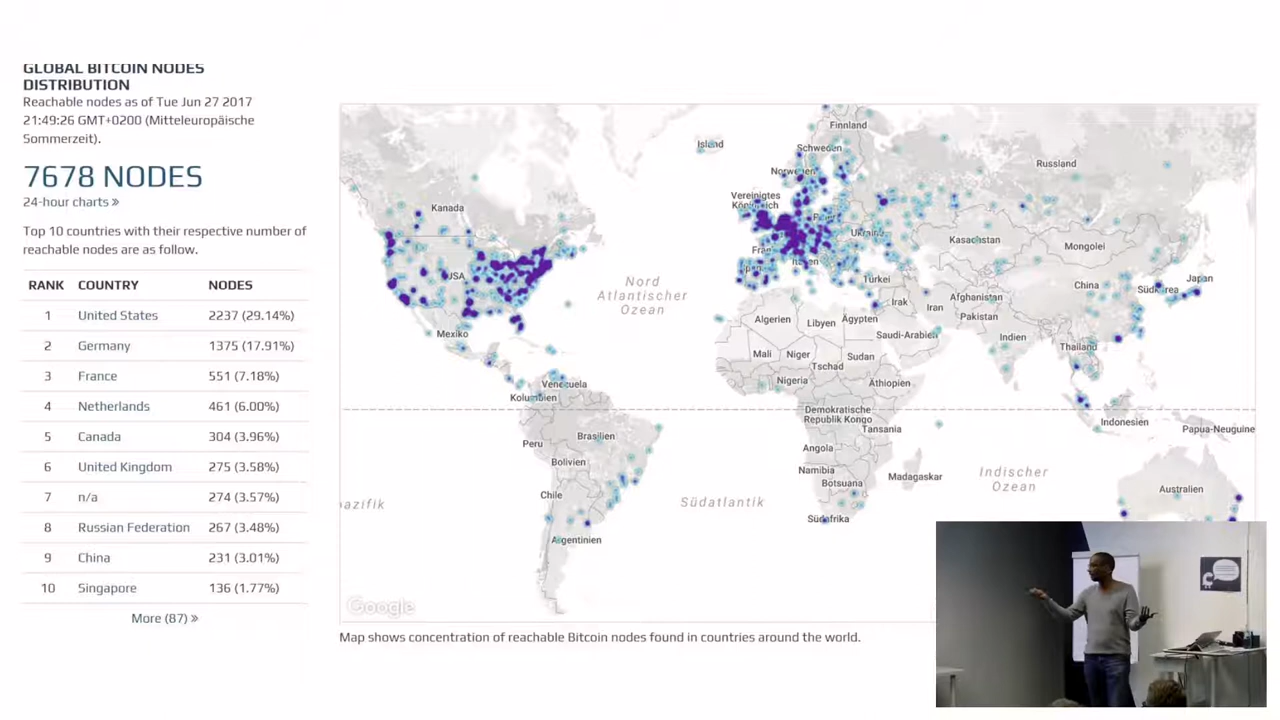 GLOBAL BITCOIN NODES
DISTRIBUTION
Reachable nodes as of Tue Jun 27 2017
21:49:26 GMT+0200 (Mitteleuropäische
Sommerzeit).
7678 NODES
24-hour charts »
Top 10 countries with their respective number of
reachable nodes are as follow.
RANK COUNTRY NODES
1 United States 2237 (29.14%)
2 Germany 1375 (17.91%)
3 France 551 (7.18%)
4 Netherlands 461 (6.00%)
5 Canada 304 (3.96%)
6 United Kingdom 275 (3.58%)
7 n/a 274 (3.57%)
8 Russian Federation 267 (3.48%)
9 China 231 (3.01%)
10 Singapore 136 (1.77%)
More (87) »
Finnland
Island
Schweden
Russland
Norwegen
Vereinigtes
Königreich
Kanada
Ukraine
Kasachstan
Mongolei
USA
Italien
Nord
Atlantischer
Ozean
Türkei
China
Japan
Südkorea
Irak
Iran
Afghanistan
Pakistan
Algerien
Libyen
Ägypten
Saudi-Arabien
Indien
Mexiko
Thailand
Mali
Niger
Tschad
Sudan
Nigeria
Äthiopien
Venezuela
Kolumbien
Demokratische
Republik Kongo
Tansania
Indonesien
Papua-Neuguine
Peru
Brasilien
Angola
Bolivien
Namibia
Botsuana
Madagaskar
Indischer
Ozean
Australien
Chile
Südatlantik
azifik
Südafrika
Argentinien
Google
Map shows concentration of reachable Bitcoin nodes found in countries around the world.